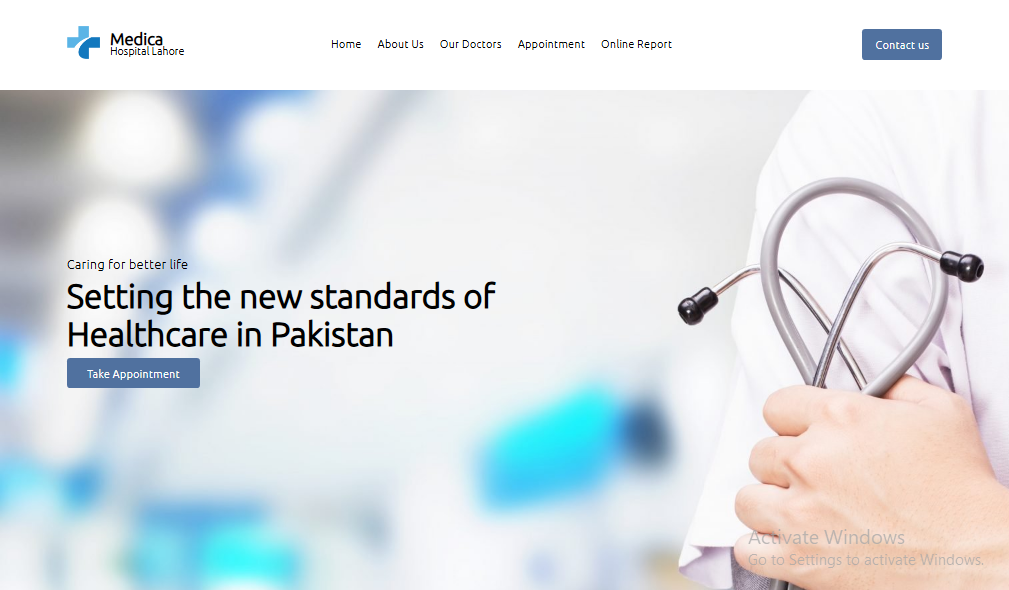 Medica
Hospital Lahore
Home About Us Our Doctors Appointment Online Report
Contact us
Caring for better life
Setting the new standards of
Healthcare in Pakistan
Take Appointment
Activate Windows
Go to Settings to activate Windows.